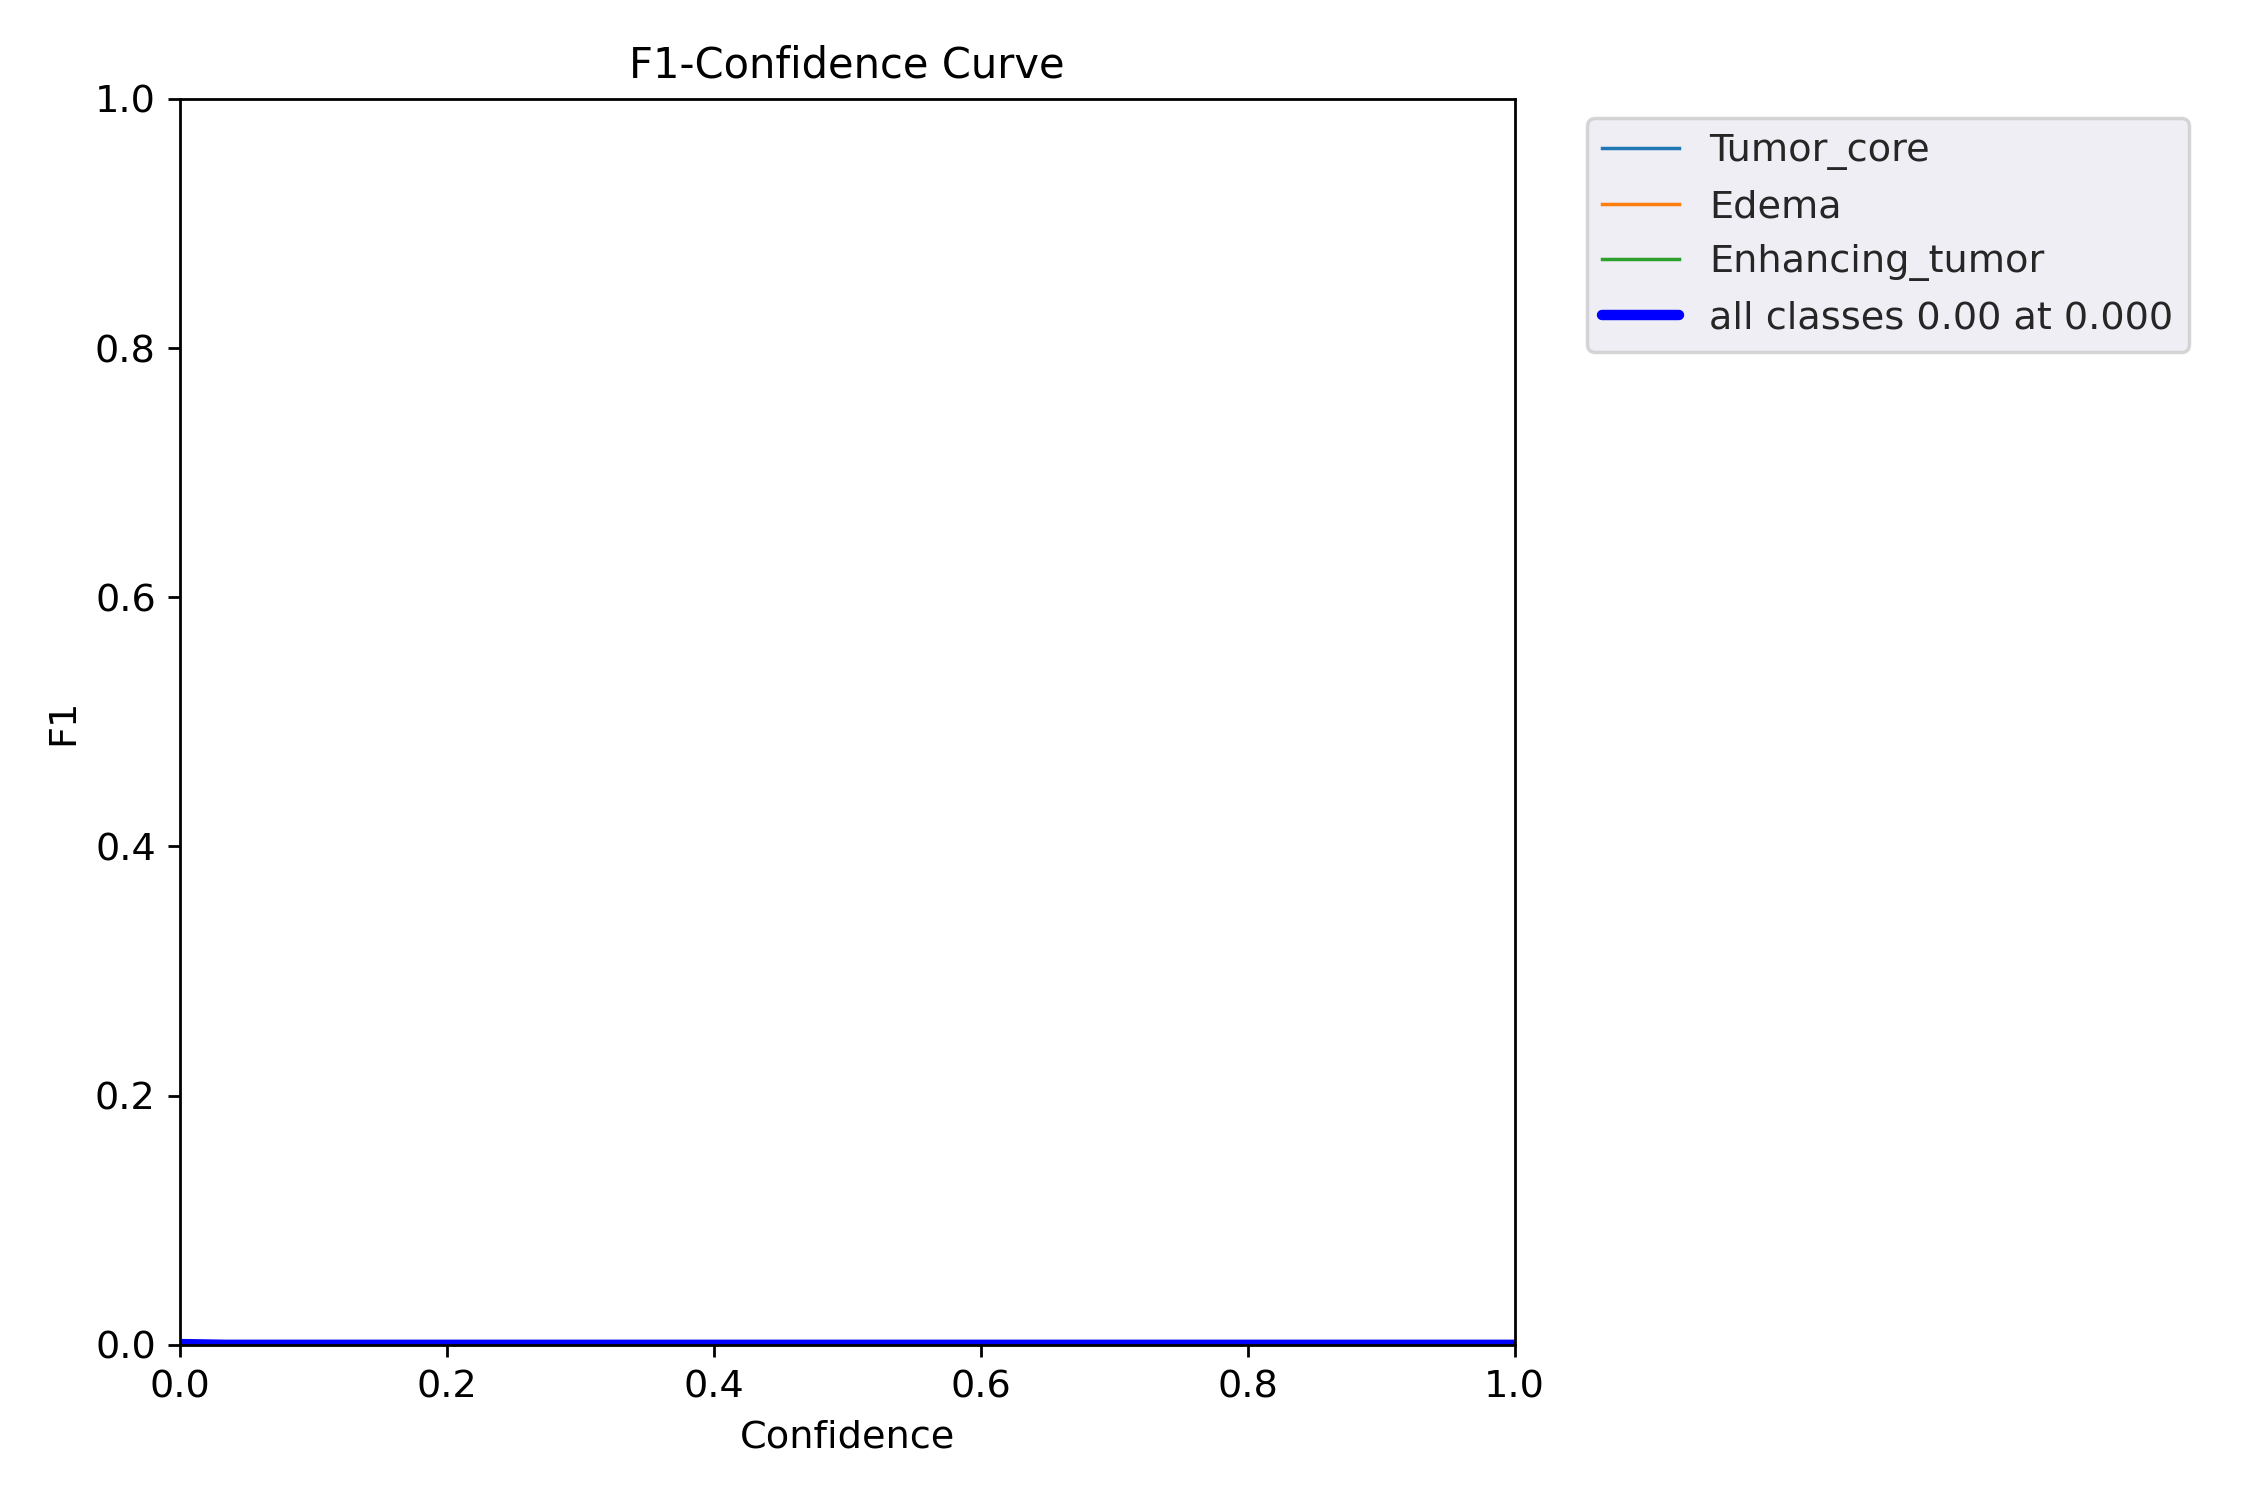 F1-Confidence Curve
1.0
0.8
0.6
0.4
0.2
0.0
F1
0.0 0.2 0.4 0.6 0.8 1.0
Confidence
Tumor_core
Edema
Enhancing_tumor
all classes 0.00 at 0.000